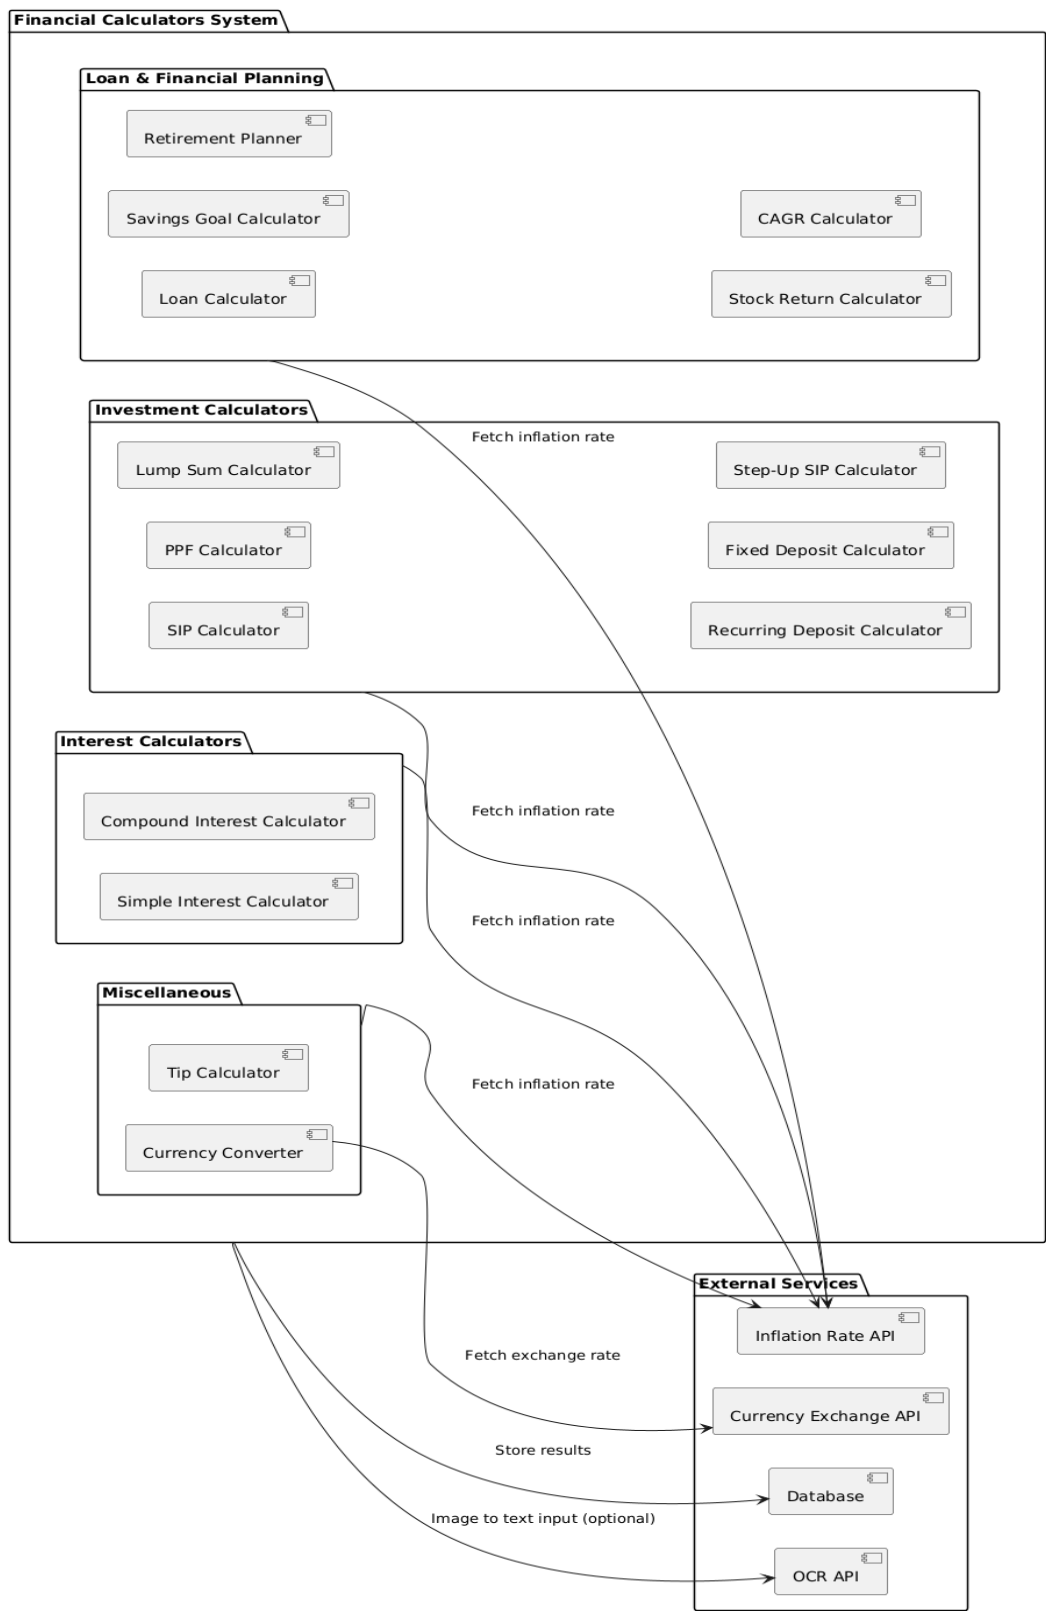 Financial Calculators System
Loan & Financial Planning
Retirement Planner
Savings Goal Calculator
CAGR Calculator
Loan Calculator
Stock Return Calculator
Investment Calculators
Fetch inflation rate
Lump Sum Calculator
Step-Up SIP Calculator
PPF Calculator
Fixed Deposit Calculator
SIP Calculator
Recurring Deposit Calculator
Interest Calculators
Fetch inflation rate
Compound Interest Calculator
Simple Interest Calculator
Fetch inflation rate
Miscellaneous
Tip Calculator
Fetch inflation rate
Currency Converter
External Services
Inflation Rate API
Fetch exchange rate
Currency Exchange API
Store results
Database
Image to text input (optional)
OCR API